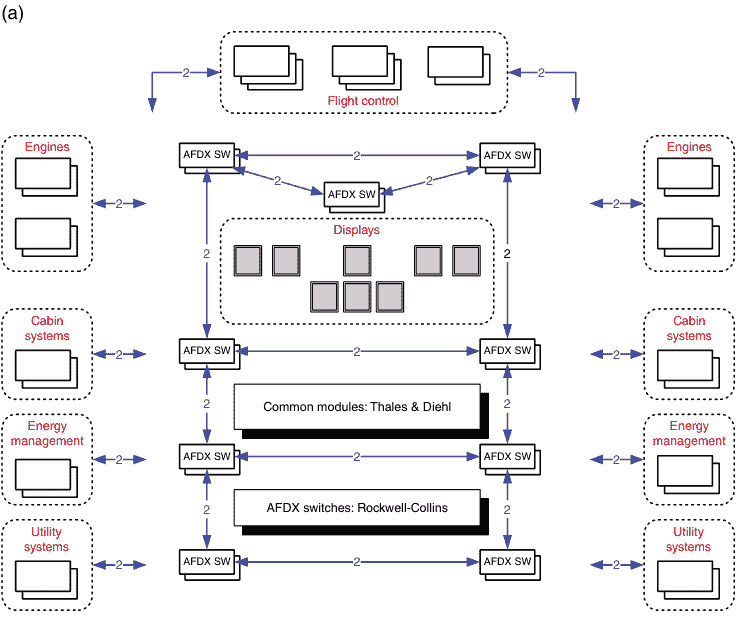 (a)
2
2
Flight control
Engines
Engines
AFDX SW
2
AFDX SW
2
2
AFDX SW
2
2
Displays
2
2
Cabin
systems
Cabin
systems
2
AFDX SW
2
AFDX SW
2
2
Common modules: Thales & Diehl
2
Energy
management
Energy
management
2
AFDX SW
2
AFDX SW
2
2
AFDX switches: Rockwell-Collins
2
Utility
systems
Utility
systems
2
AFDX SW
2
AFDX SW
2